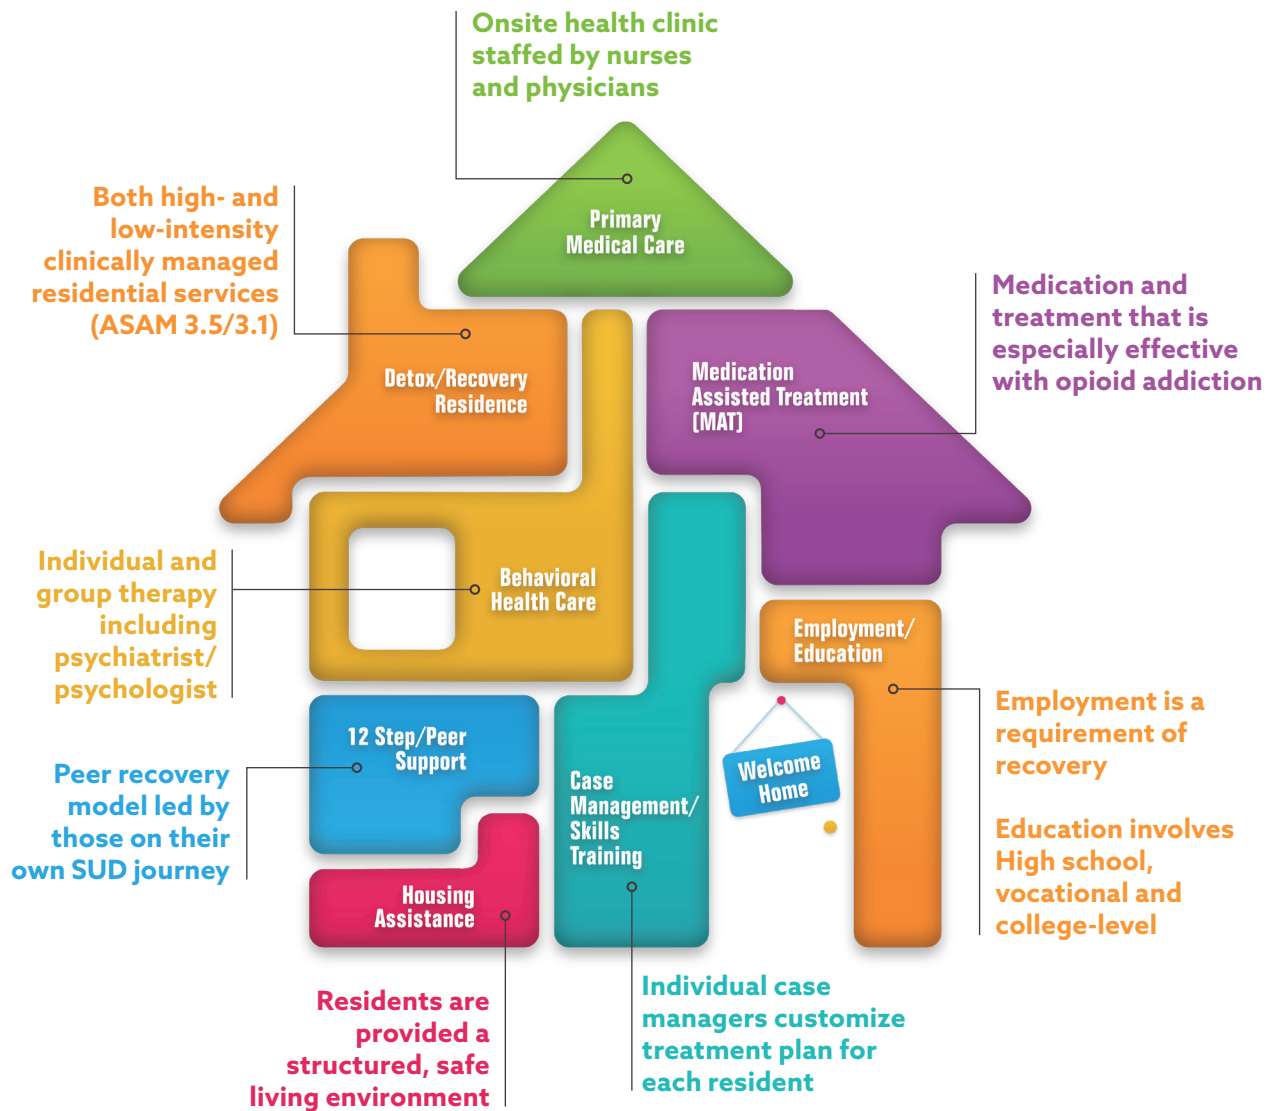 Onsite health clinic
staffed by nurses
and physicians
Primary
Medical Care
Both high- and
low-intensity
clinically managed
residential services
(ASAM 3.5/3.1)
Detox/Recovery
Residence
Medication
Assisted Treatment
(MAT)
Medication and
treatment that is
especially effective
with opioid addiction
Individual and
group therapy
including
psychiatrist/
psychologist
Behavioral
Health Care
Employment/
Education
Employment is a
requirement of
recovery
Education involves
High school,
vocational and
college-level
12 Step/Peer
Support
Peer recovery
model led by
those on their
own SUD journey
Welcome
Home
Case
Management/
Skills
Training
Housing
Assistance
Residents are
provided a
structured, safe
living environment
Individual case
managers customize
treatment plan for
each resident